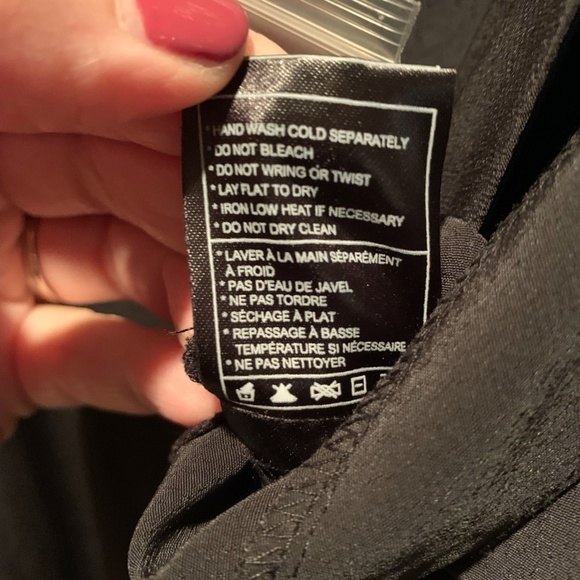 * HAND WASH COLD SEPARATELY
* DO NOT BLEACH
* DO NOT WRING OR TWIST
* LAY FLAT TO DRY
* IRON LOW HEAT IF NECESSARY
* DO NOT DRY CLEAN
* LAVER À LA MAIN SÉPARÉMENT
À FROID
* PAS D'EAU DE JAVEL
* NE PAS TORDRE
* SÉCHAGE À PLAT
* REPASSAGE À BASSE
TEMPÉRATURE SI NÉCESSAIRE
* NE PAS NETTOYER